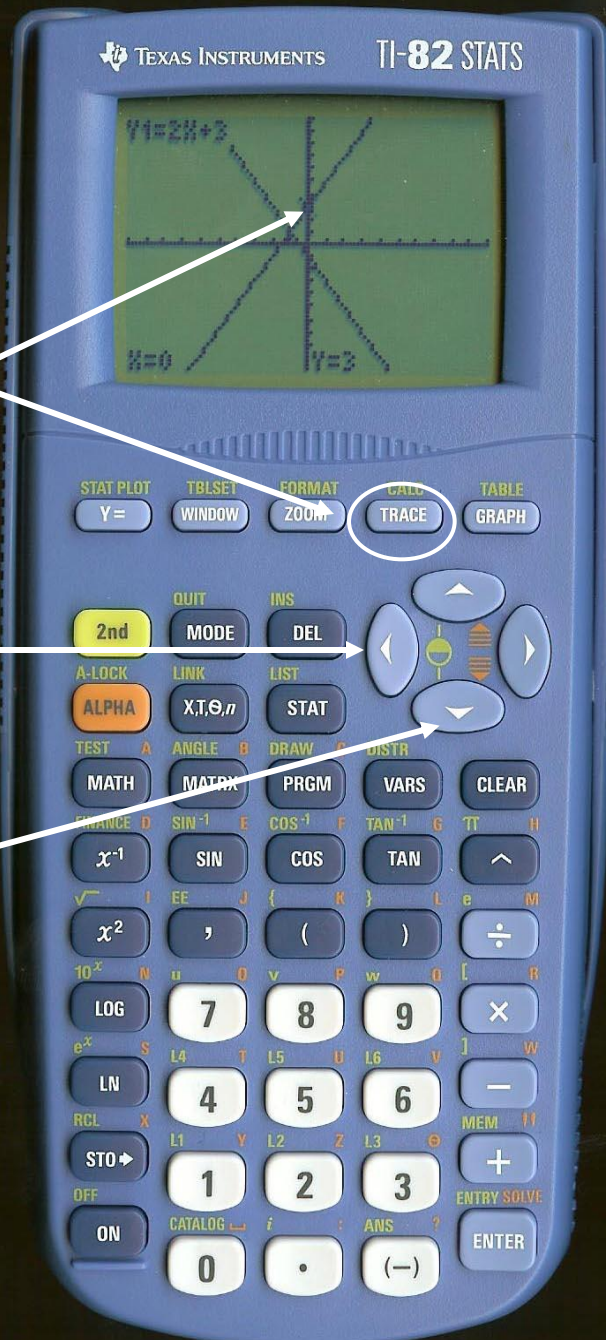 TEXAS INSTRUMENTS TI-82 STATS
Y1=2X+3
X=0 Y=3
STAT PLOT TBLSET FORMAT CALC TABLE
Y= WINDOW ZOOM TRACE GRAPH
QUIT INS
2nd MODE DEL
A-LOCK LINK LIST
ALPHA X,T,Θ,n STAT
TEST A ANGLE B DRAW C DISTR
MATH MATRX PRGM VARS CLEAR
FINANCE D SIN⁻¹ E COS⁻¹ F TAN⁻¹ G π H
x⁻¹ SIN COS TAN ^
√ I EE J { K } L e M
x² , ( ) ÷
10ˣ N u O v P w Q [ R
LOG 7 8 9 ×
eˣ S L4 T L5 U L6 V ] W
LN 4 5 6 −
RCL X L1 Y L2 Z L3 Θ MEM "
STO➔ 1 2 3 +
OFF CATALOG ⎵ i : ANS ? ENTRY SOLVE
ON 0 . (−) ENTER